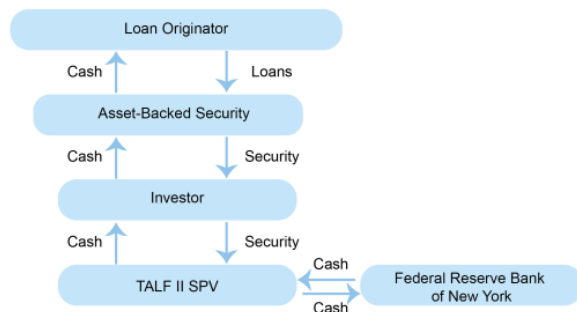 Loan Originator
Cash
Loans
Asset-Backed Security
Cash
Security
Investor
Cash
Security
TALF II SPV
Cash
Cash
Federal Reserve Bank
of New York